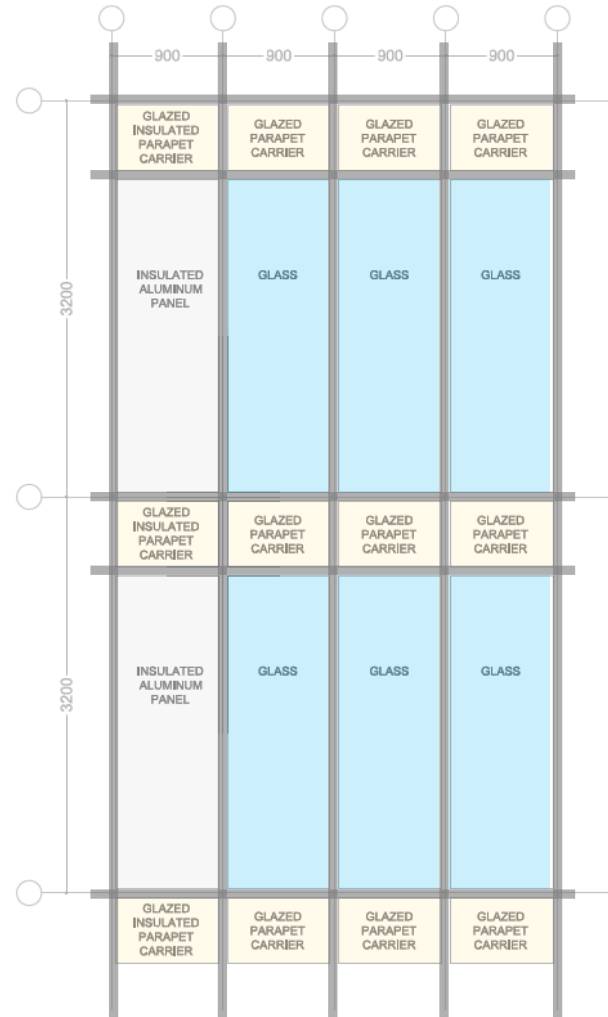 900 900 900 900
GLAZED
INSULATED
PARAPET
CARRIER
GLAZED
PARAPET
CARRIER
GLAZED
PARAPET
CARRIER
GLAZED
PARAPET
CARRIER
3200
INSULATED
ALUMINUM
PANEL
GLASS
GLASS
GLASS
GLAZED
INSULATED
PARAPET
CARRIER
GLAZED
PARAPET
CARRIER
GLAZED
PARAPET
CARRIER
GLAZED
PARAPET
CARRIER
3200
INSULATED
ALUMINUM
PANEL
GLASS
GLASS
GLASS
GLAZED
INSULATED
PARAPET
CARRIER
GLAZED
PARAPET
CARRIER
GLAZED
PARAPET
CARRIER
GLAZED
PARAPET
CARRIER